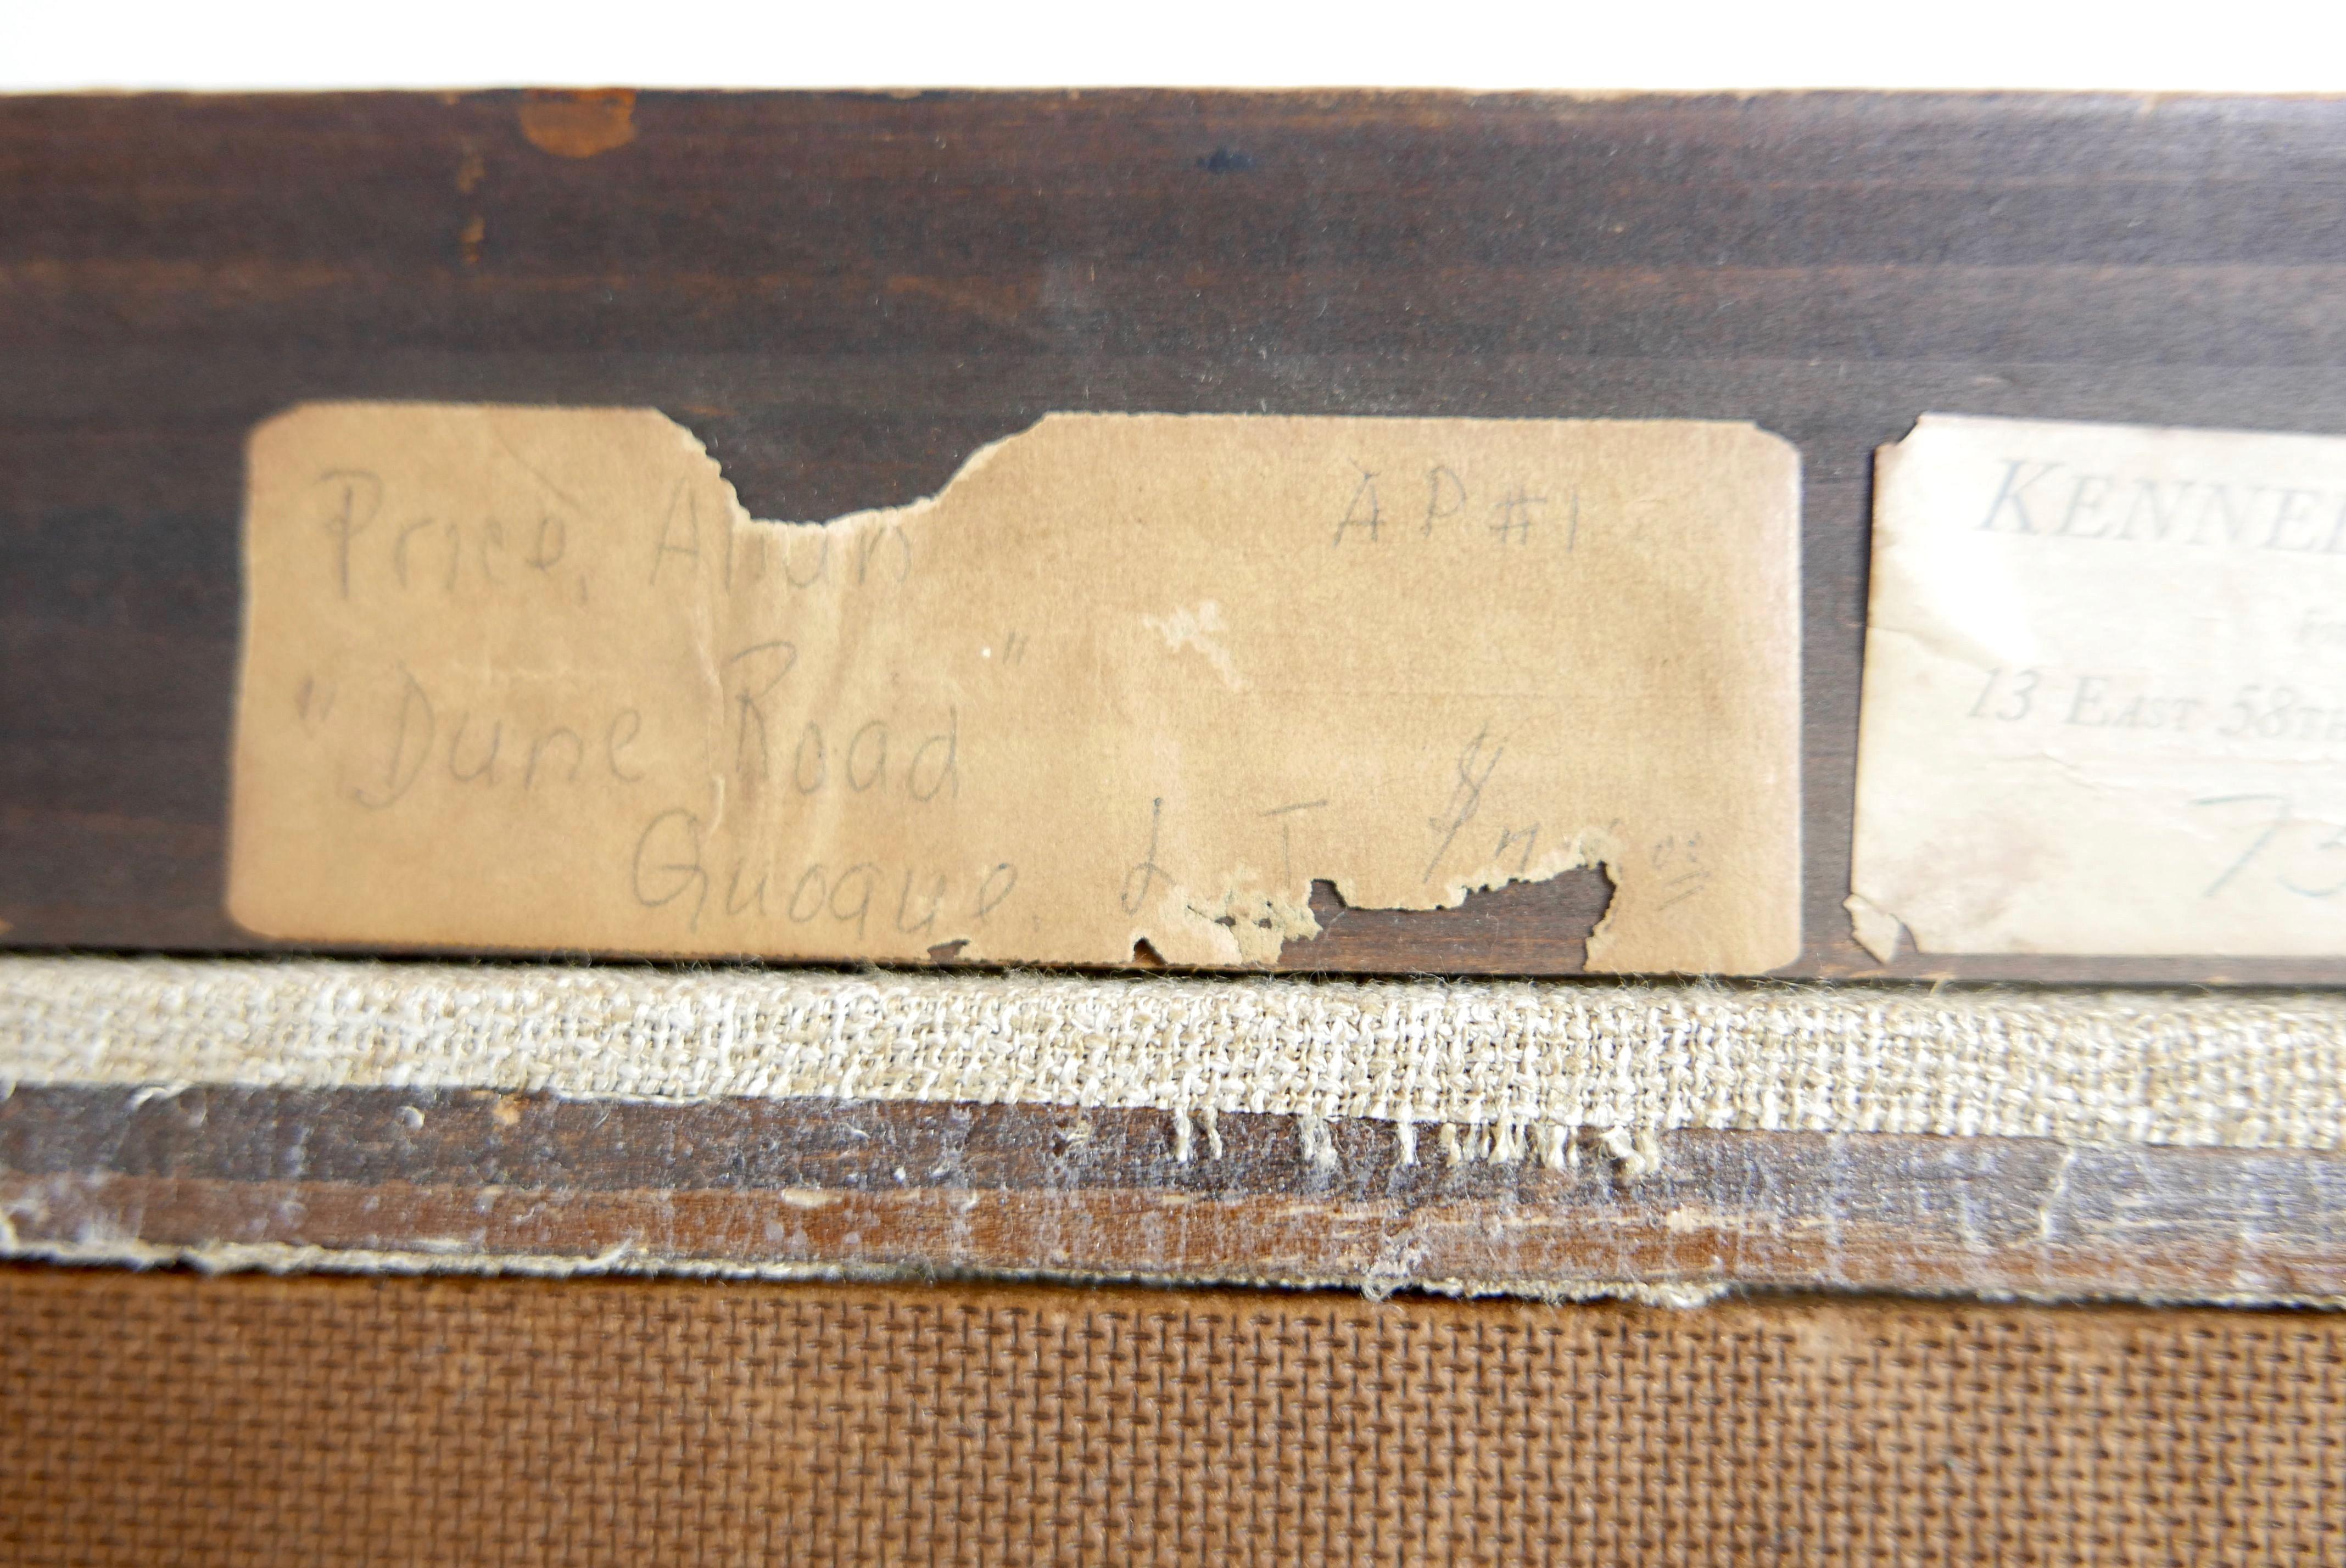 Price, Alan
AP #1
"Dune Road"
Quogue, L I
$
KENNE
13 EAST 58TH
73